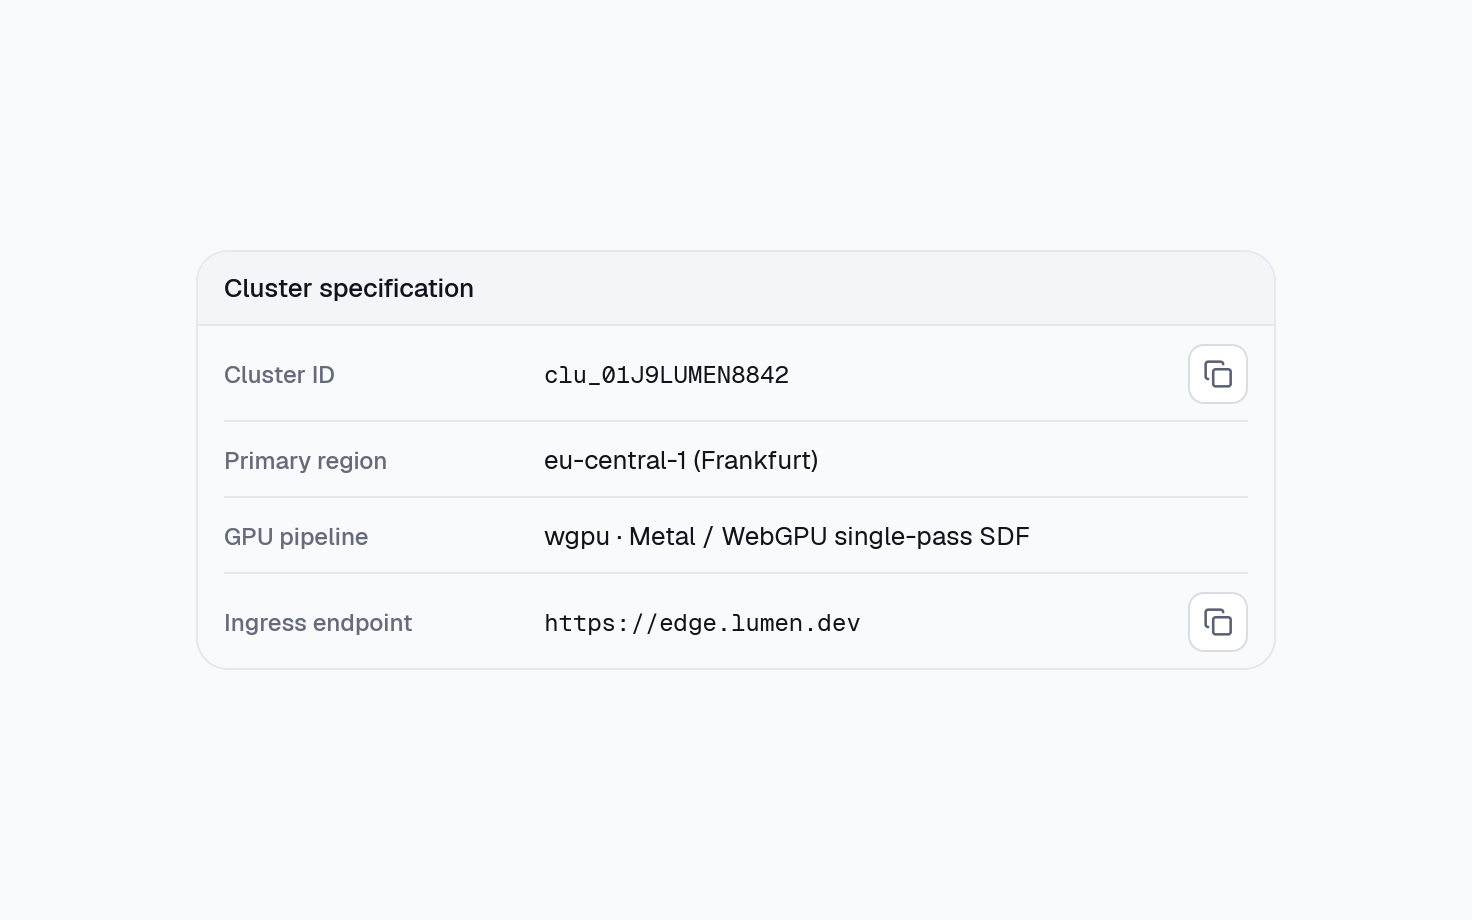 Cluster specification
Cluster ID clu_01J9LUMEN8842
Primary region eu-central-1 (Frankfurt)
GPU pipeline wgpu · Metal / WebGPU single-pass SDF
Ingress endpoint https://edge.lumen.dev